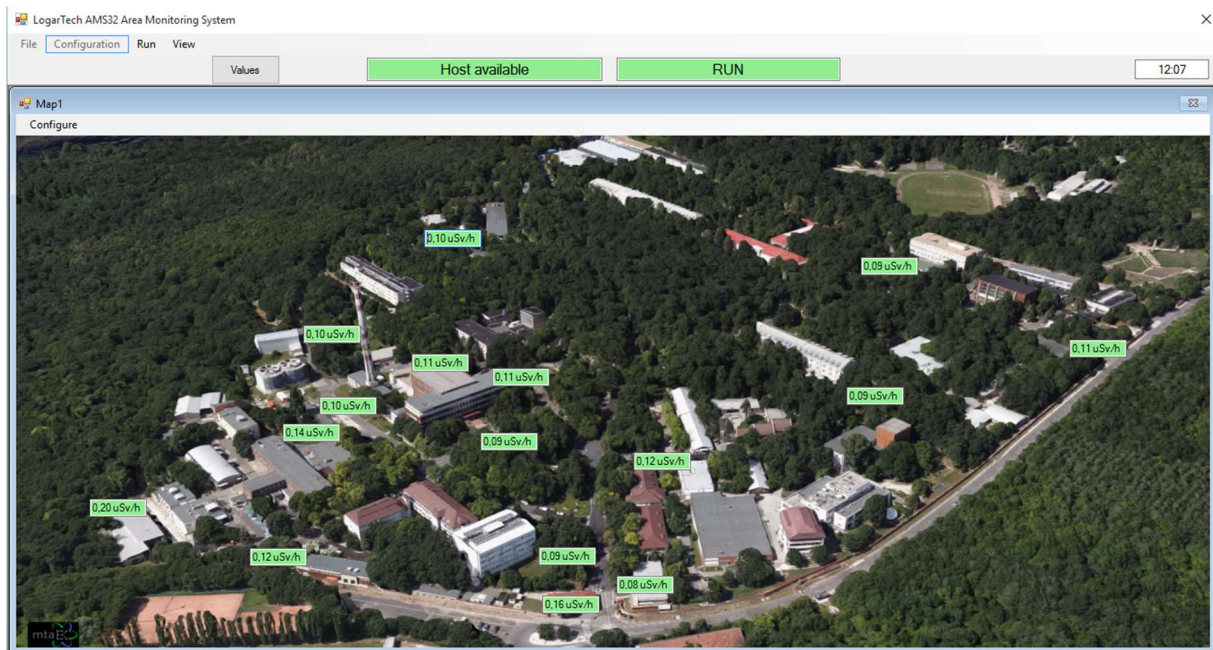 LogarTech AMS32 Area Monitoring System
File Configuration Run View
Values Host available RUN 12:07
Map1
Configure
0,10 uSv/h
0,09 uSv/h
0,10 uSv/h
0,11 uSv/h
0,11 uSv/h
0,11 uSv/h
0,10 uSv/h
0,09 uSv/h
0,14 uSv/h
0,09 uSv/h
0,12 uSv/h
0,20 uSv/h
0,12 uSv/h
0,09 uSv/h
0,08 uSv/h
0,16 uSv/h
mta